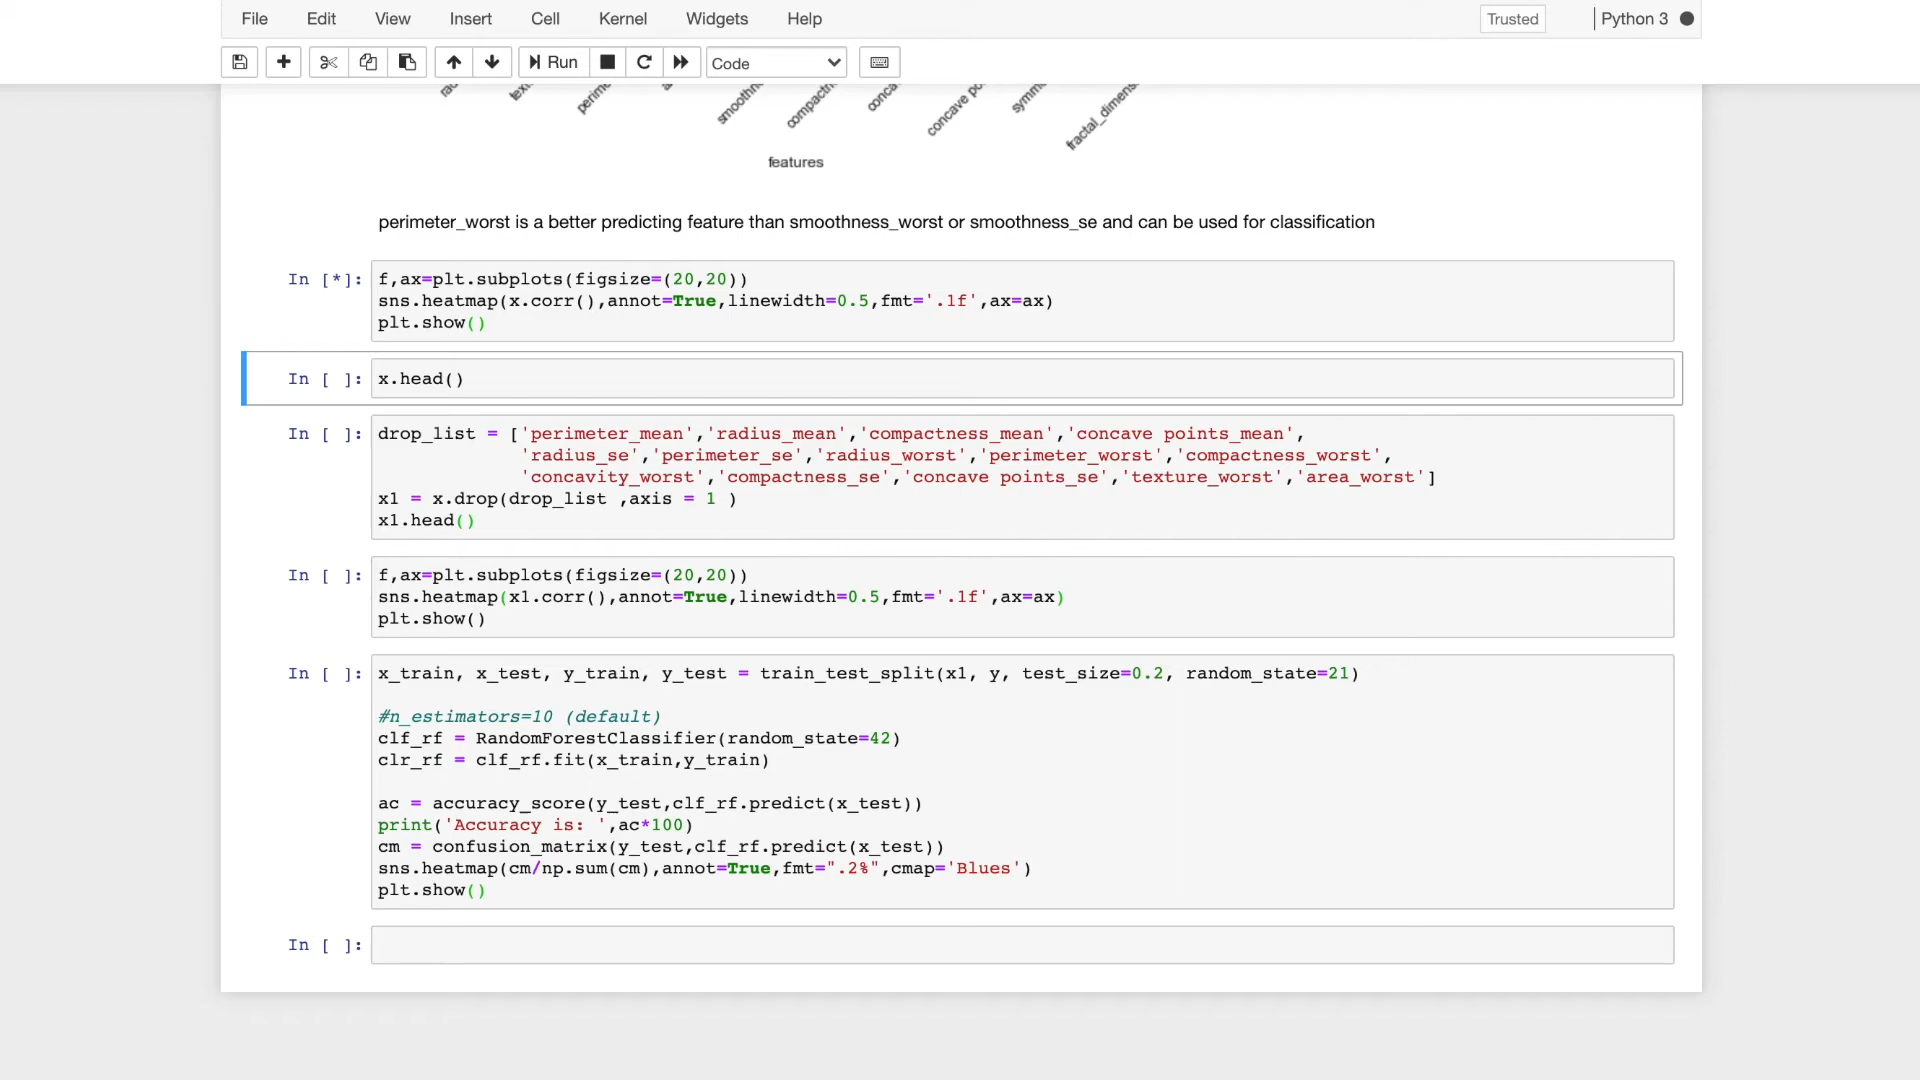 File Edit View Insert Cell Kernel Widgets Help Trusted Python 3
Run Code
features
perimeter_worst is a better predicting feature than smoothness_worst or smoothness_se and can be used for classification
In [*]: f,ax=plt.subplots(figsize=(20,20))
sns.heatmap(x.corr(),annot=True,linewidth=0.5,fmt='.1f',ax=ax)
plt.show()
In [ ]: x.head()
In [ ]: drop_list = ['perimeter_mean','radius_mean','compactness_mean','concave points_mean',
'radius_se','perimeter_se','radius_worst','perimeter_worst','compactness_worst',
'concavity_worst','compactness_se','concave points_se','texture_worst','area_worst']
x1 = x.drop(drop_list ,axis = 1 )
x1.head()
In [ ]: f,ax=plt.subplots(figsize=(20,20))
sns.heatmap(x1.corr(),annot=True,linewidth=0.5,fmt='.1f',ax=ax)
plt.show()
In [ ]: x_train, x_test, y_train, y_test = train_test_split(x1, y, test_size=0.2, random_state=21)
#n_estimators=10 (default)
clf_rf = RandomForestClassifier(random_state=42)
clr_rf = clf_rf.fit(x_train,y_train)
ac = accuracy_score(y_test,clf_rf.predict(x_test))
print('Accuracy is: ',ac*100)
cm = confusion_matrix(y_test,clf_rf.predict(x_test))
sns.heatmap(cm/np.sum(cm),annot=True,fmt=".2%",cmap='Blues')
plt.show()
In [ ]: